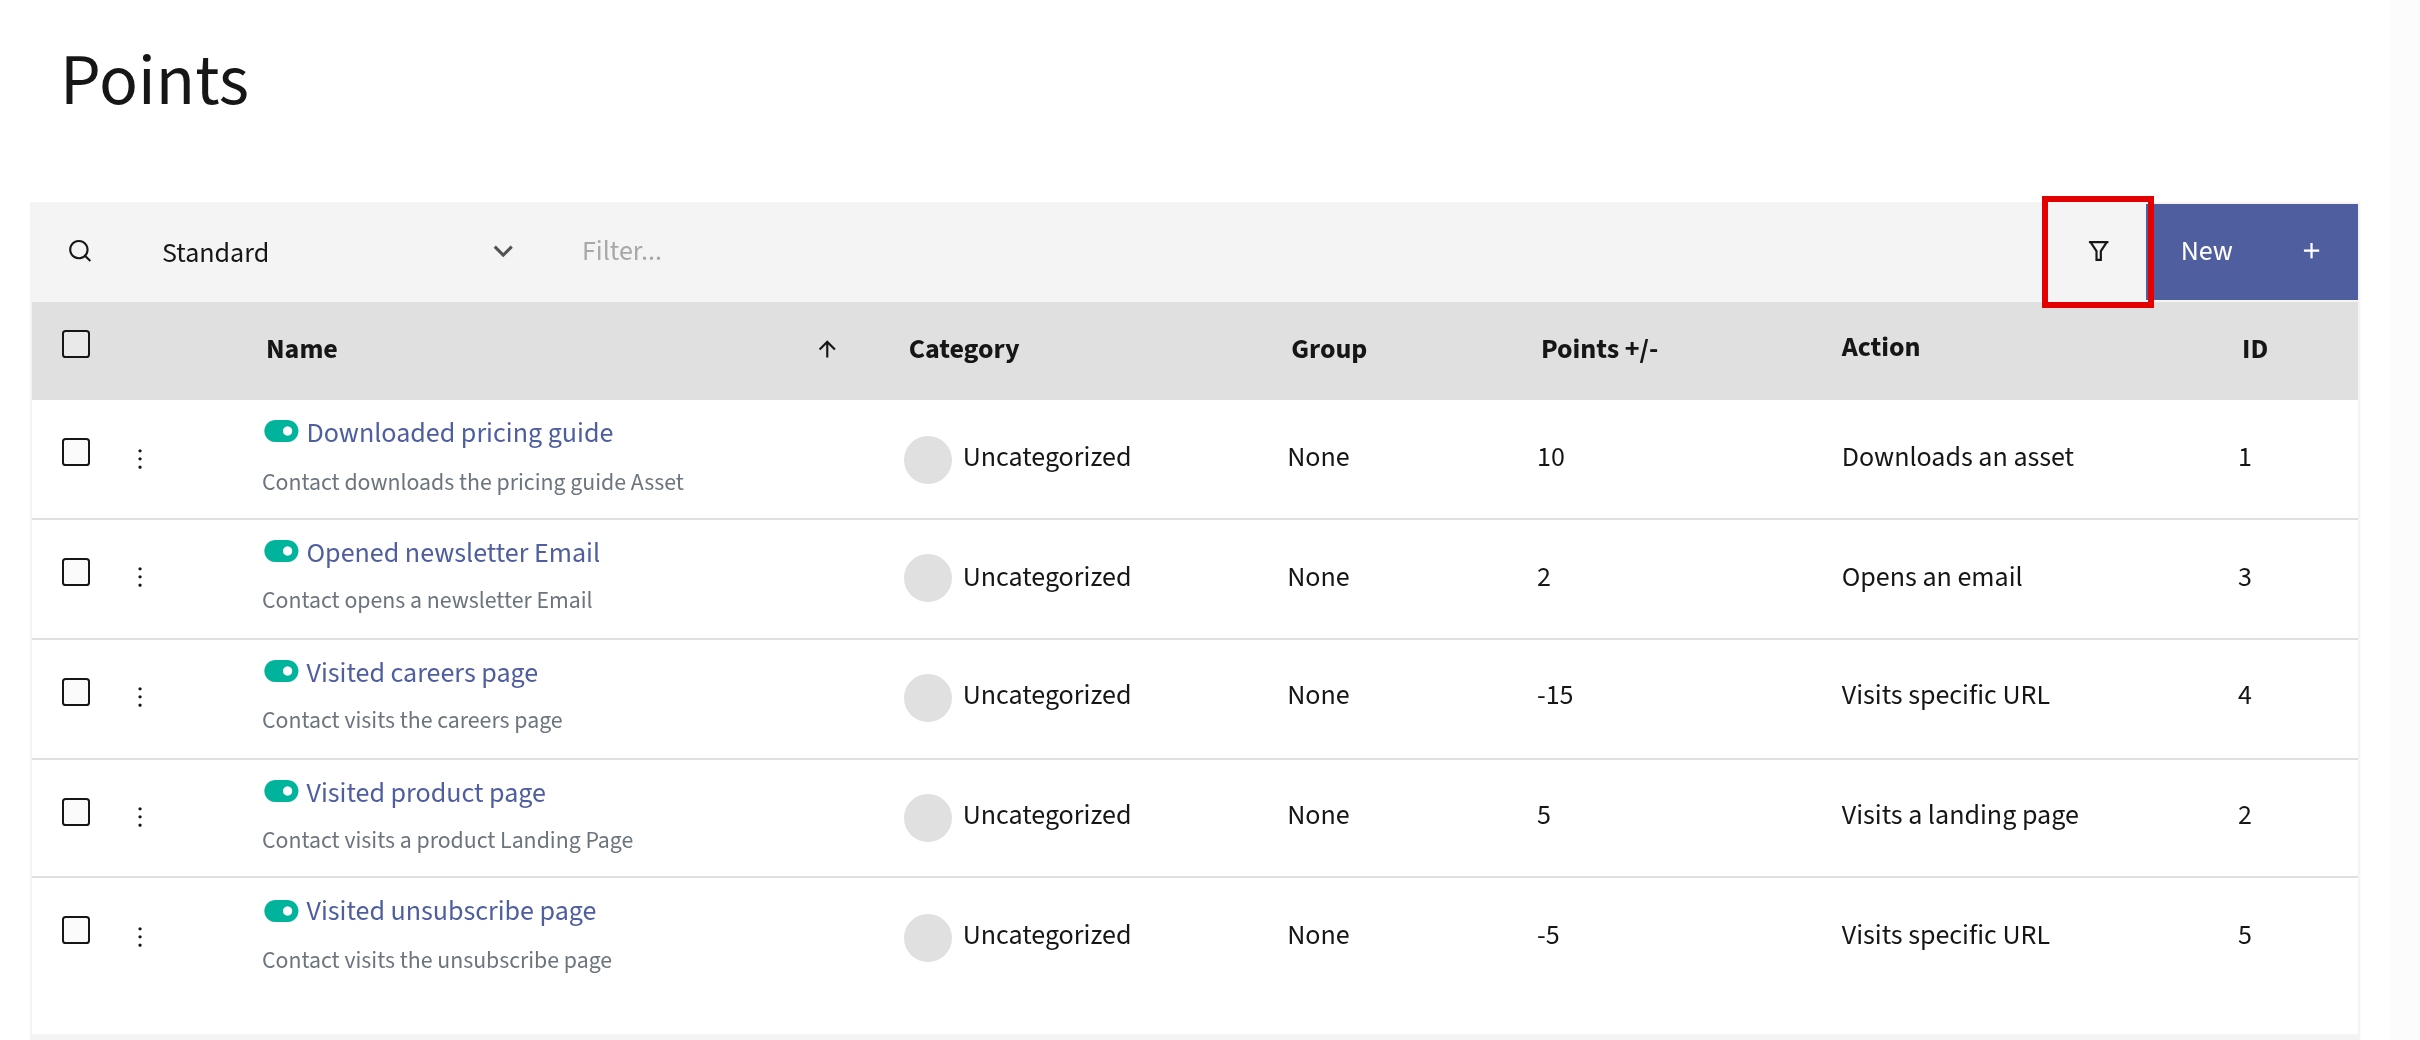 Points
Standard Filter... New +
Name Category Group Points +/- Action ID
Downloaded pricing guide
Contact downloads the pricing guide Asset
Uncategorized None 10 Downloads an asset 1
Opened newsletter Email
Contact opens a newsletter Email
Uncategorized None 2 Opens an email 3
Visited careers page
Contact visits the careers page
Uncategorized None -15 Visits specific URL 4
Visited product page
Contact visits a product Landing Page
Uncategorized None 5 Visits a landing page 2
Visited unsubscribe page
Contact visits the unsubscribe page
Uncategorized None -5 Visits specific URL 5